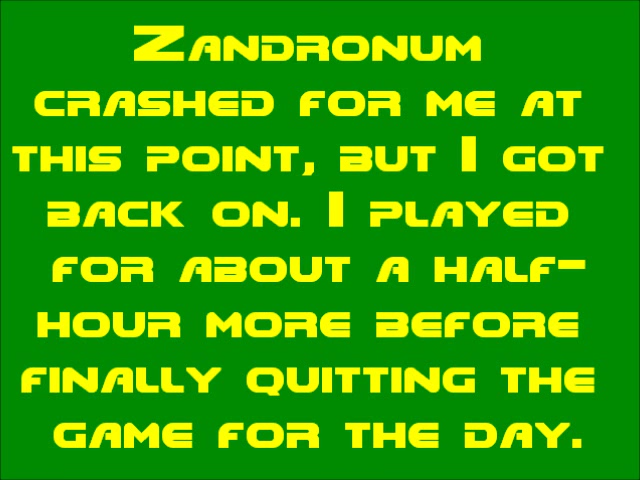 Zandronum
crashed for me at
this point, but I got
back on. I played
for about a half-
hour more before
finally quitting the
game for the day.